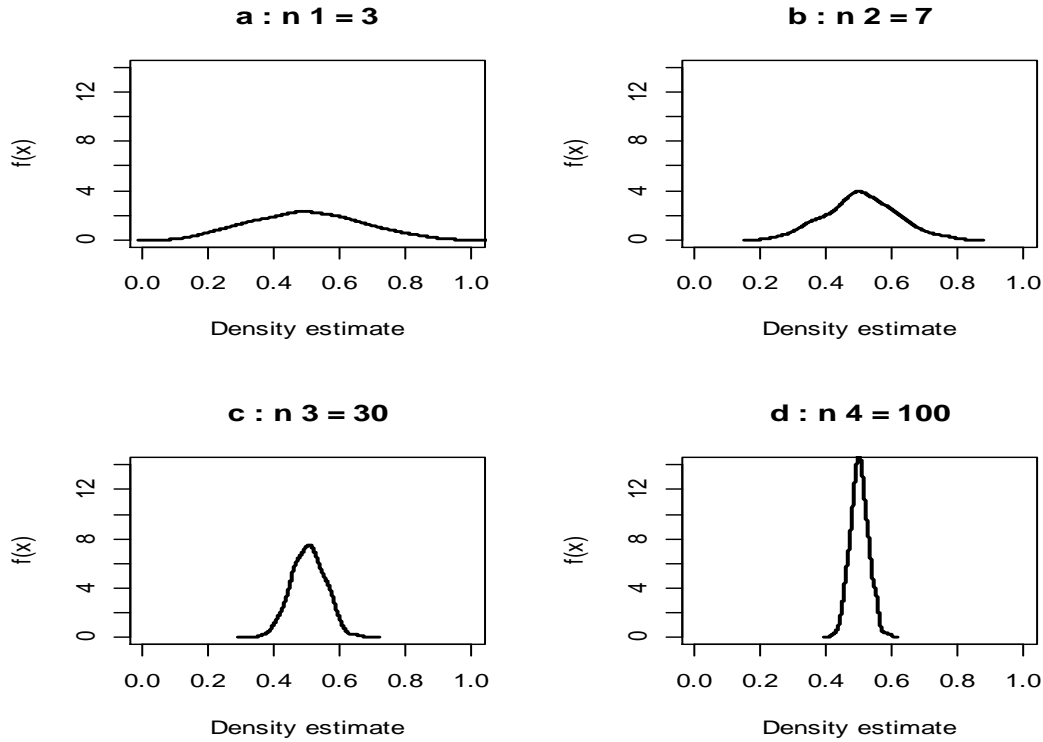 a : n 1 = 3
f(x)
12
8
4
0
0.0 0.2 0.4 0.6 0.8 1.0
Density estimate
b : n 2 = 7
f(x)
12
8
4
0
0.0 0.2 0.4 0.6 0.8 1.0
Density estimate
c : n 3 = 30
f(x)
12
8
4
0
0.0 0.2 0.4 0.6 0.8 1.0
Density estimate
d : n 4 = 100
f(x)
12
8
4
0
0.0 0.2 0.4 0.6 0.8 1.0
Density estimate